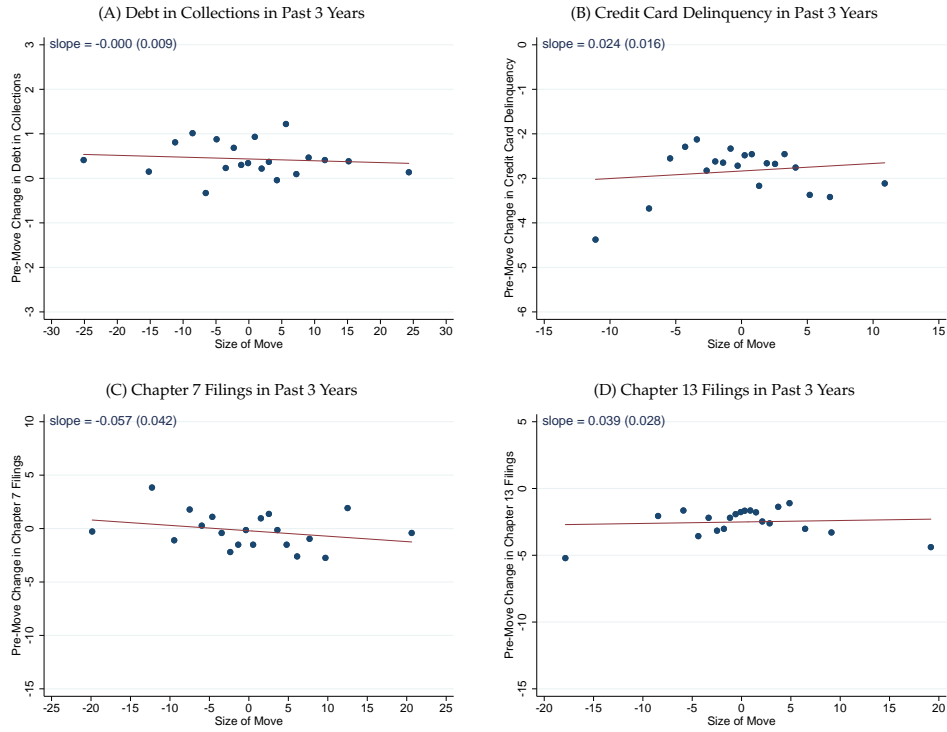 (A) Debt in Collections in Past 3 Years
slope = -0.000 (0.009)
Pre-Move Change in Debt in Collections
3
2
1
0
-1
-2
-3
-30 -25 -20 -15 -10 -5 0 5 10 15 20 25 30
Size of Move
(B) Credit Card Delinquency in Past 3 Years
slope = 0.024 (0.016)
Pre-Move Change in Credit Card Delinquency
0
-1
-2
-3
-4
-5
-6
-15 -10 -5 0 5 10 15
Size of Move
(C) Chapter 7 Filings in Past 3 Years
slope = -0.057 (0.042)
Pre-Move Change in Chapter 7 Filings
10
5
0
-5
-10
-15
-25 -20 -15 -10 -5 0 5 10 15 20 25
Size of Move
(D) Chapter 13 Filings in Past 3 Years
slope = 0.039 (0.028)
Pre-Move Change in Chapter 13 Filings
5
0
-5
-10
-15
-20 -15 -10 -5 0 5 10 15 20
Size of Move